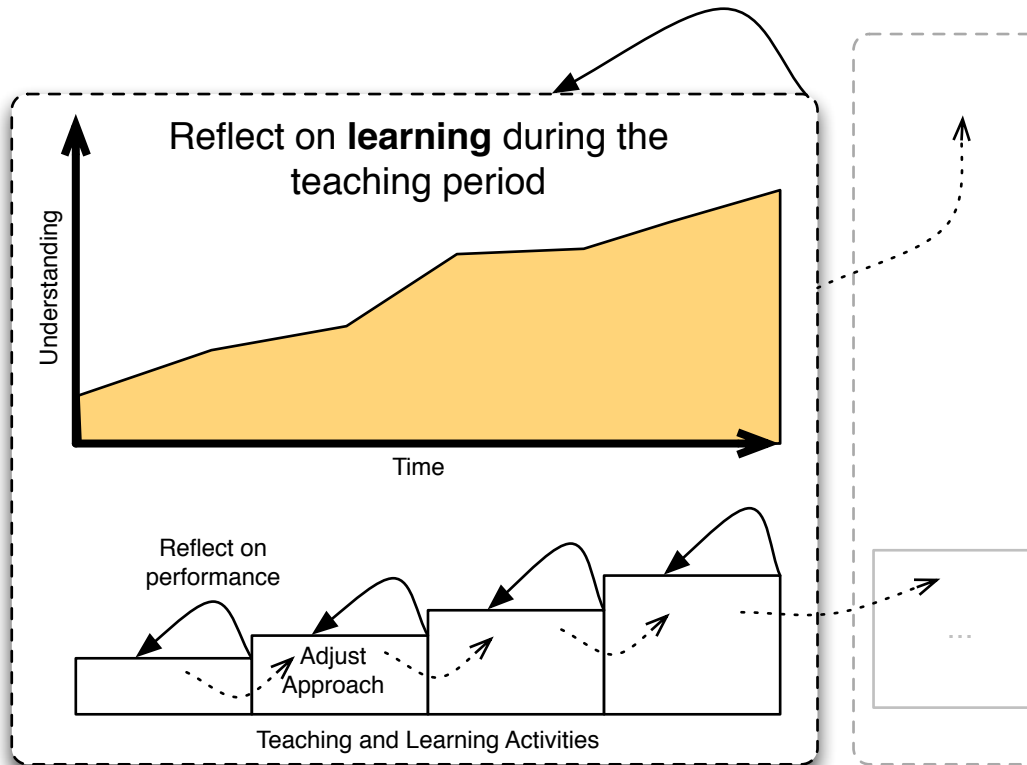 Reflect on learning during the
teaching period
Understanding
Time
Reflect on
performance
Adjust
Approach
...
Teaching and Learning Activities